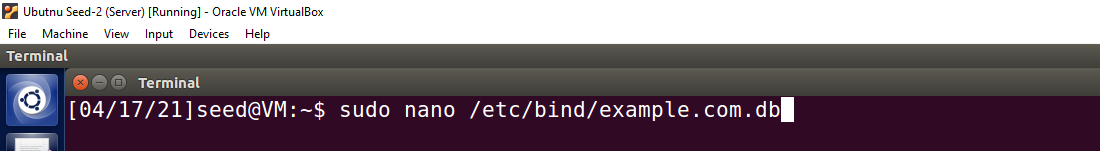 Ubutnu Seed-2 (Server) [Running] - Oracle VM VirtualBox
File Machine View Input Devices Help
Terminal
Terminal
[04/17/21]seed@VM:~$ sudo nano /etc/bind/example.com.db